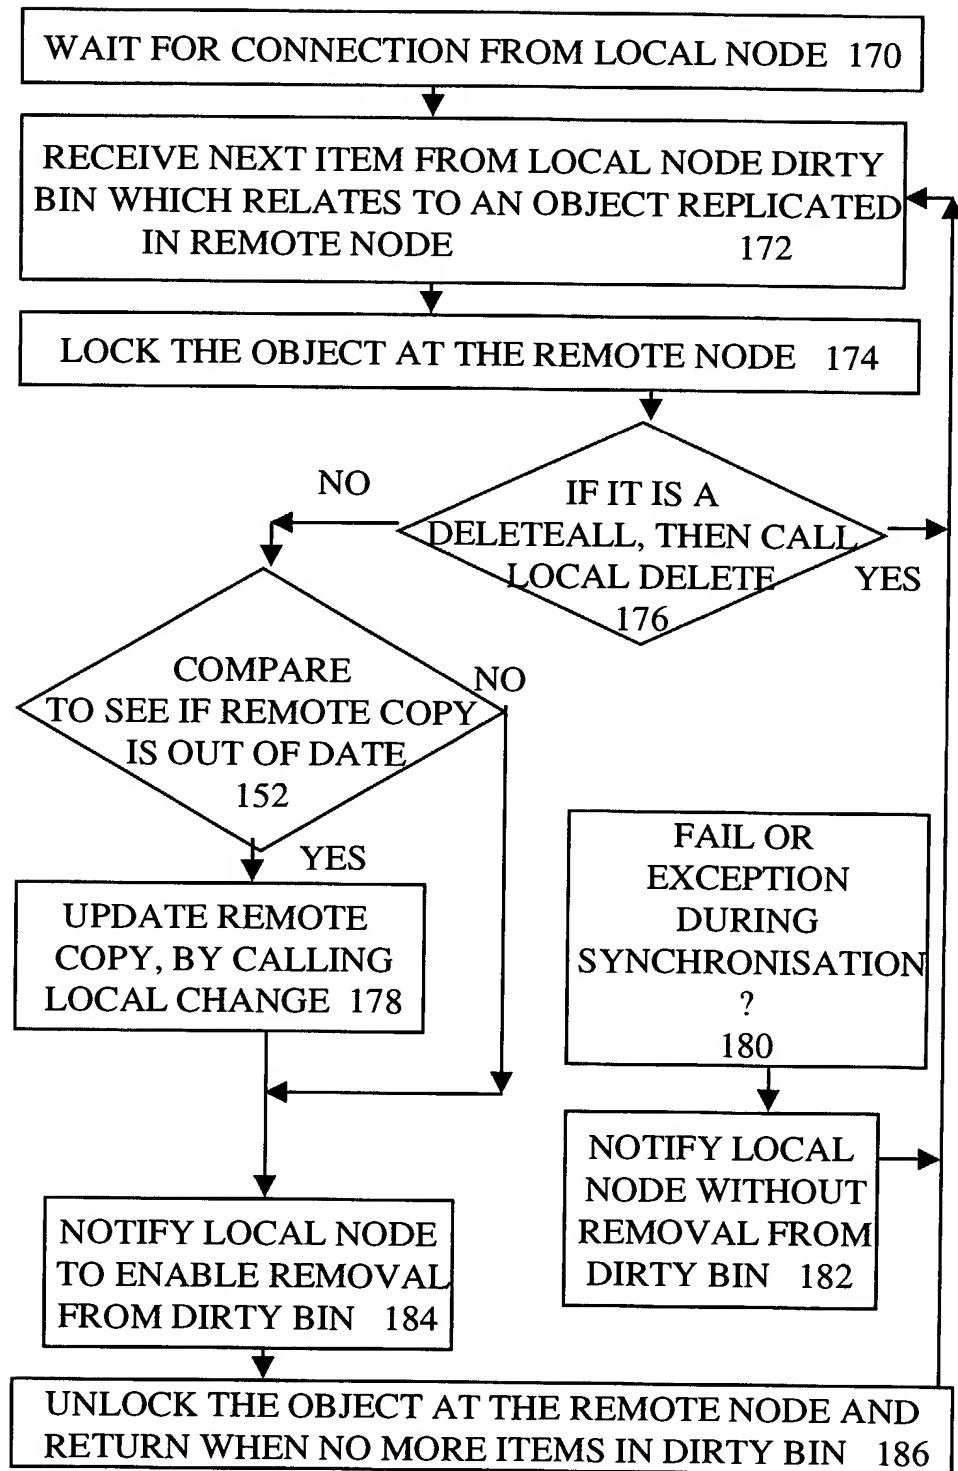 WAIT FOR CONNECTION FROM LOCAL NODE 170
RECEIVE NEXT ITEM FROM LOCAL NODE DIRTY
BIN WHICH RELATES TO AN OBJECT REPLICATED
IN REMOTE NODE 172
LOCK THE OBJECT AT THE REMOTE NODE 174
NO
IF IT IS A
DELETEALL, THEN CALL
LOCAL DELETE
176
YES
COMPARE
TO SEE IF REMOTE COPY
IS OUT OF DATE
152
NO
YES
UPDATE REMOTE
COPY, BY CALLING
LOCAL CHANGE 178
FAIL OR
EXCEPTION
DURING
SYNCHRONISATION
?
180
NOTIFY LOCAL
NODE WITHOUT
REMOVAL FROM
DIRTY BIN 182
NOTIFY LOCAL NODE
TO ENABLE REMOVAL
FROM DIRTY BIN 184
UNLOCK THE OBJECT AT THE REMOTE NODE AND
RETURN WHEN NO MORE ITEMS IN DIRTY BIN 186